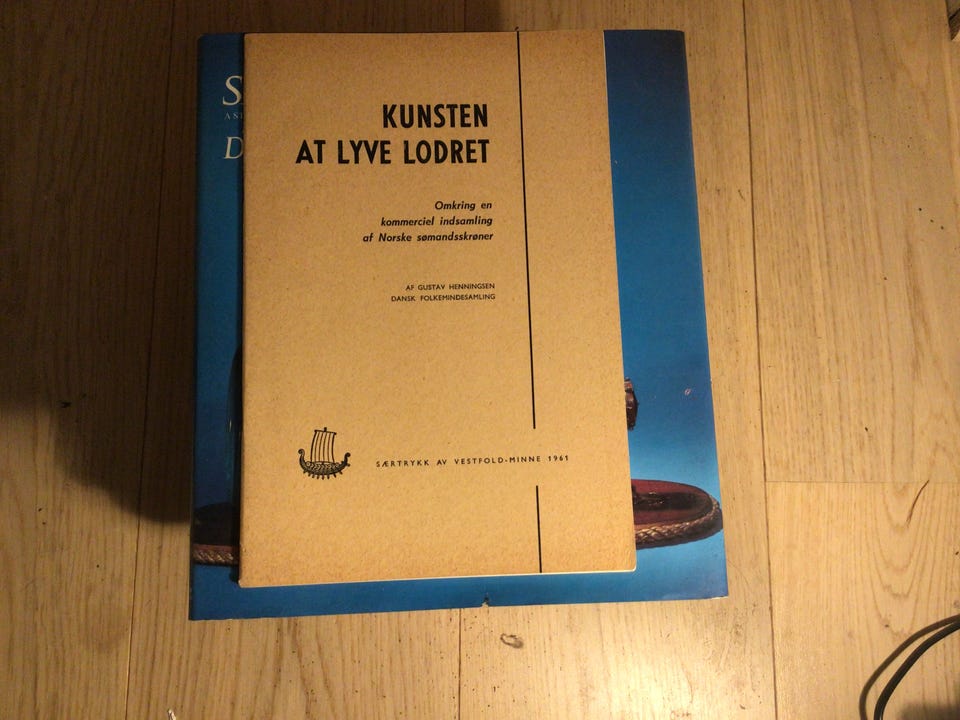 KUNSTEN
AT LYVE LODRET
Omkring en
kommerciel indsamling
af Norske sømandsskrøner
AF GUSTAV HENNINGSEN
DANSK FOLKEMINDESAMLING
SÆRTRYKK AV VESTFOLD-MINNE 1961